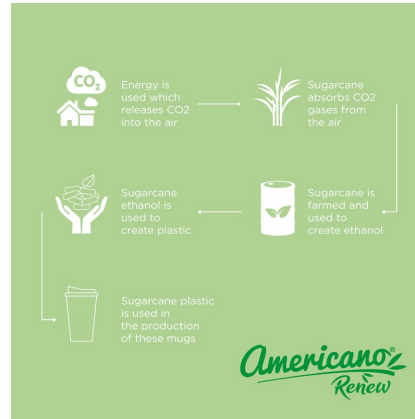 CO2
Energy is
used which
releases CO2
into the air
Sugarcane
absorbs CO2
gases from
the air
Sugarcane is
farmed and
used to
create ethanol
Sugarcane
ethanol is
used to
create plastic
Sugarcane plastic
is used in
the production
of these mugs
Americano®
Renew